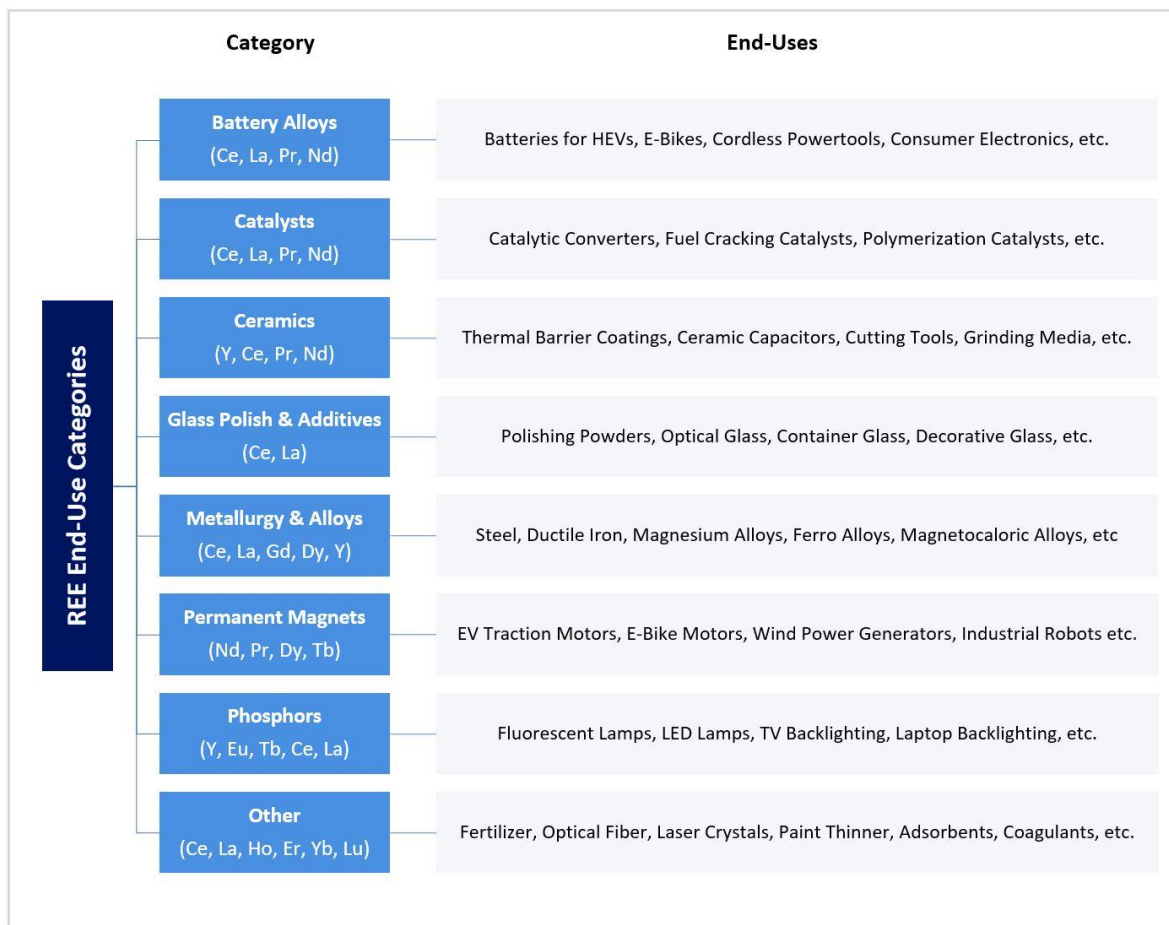 Category
End-Uses
REE End-Use Categories
Battery Alloys
(Ce, La, Pr, Nd)
Batteries for HEVs, E-Bikes, Cordless Powertools, Consumer Electronics, etc.
Catalysts
(Ce, La, Pr, Nd)
Catalytic Converters, Fuel Cracking Catalysts, Polymerization Catalysts, etc.
Ceramics
(Y, Ce, Pr, Nd)
Thermal Barrier Coatings, Ceramic Capacitors, Cutting Tools, Grinding Media, etc.
Glass Polish & Additives
(Ce, La)
Polishing Powders, Optical Glass, Container Glass, Decorative Glass, etc.
Metallurgy & Alloys
(Ce, La, Gd, Dy, Y)
Steel, Ductile Iron, Magnesium Alloys, Ferro Alloys, Magnetocaloric Alloys, etc
Permanent Magnets
(Nd, Pr, Dy, Tb)
EV Traction Motors, E-Bike Motors, Wind Power Generators, Industrial Robots etc.
Phosphors
(Y, Eu, Tb, Ce, La)
Fluorescent Lamps, LED Lamps, TV Backlighting, Laptop Backlighting, etc.
Other
(Ce, La, Ho, Er, Yb, Lu)
Fertilizer, Optical Fiber, Laser Crystals, Paint Thinner, Adsorbents, Coagulants, etc.